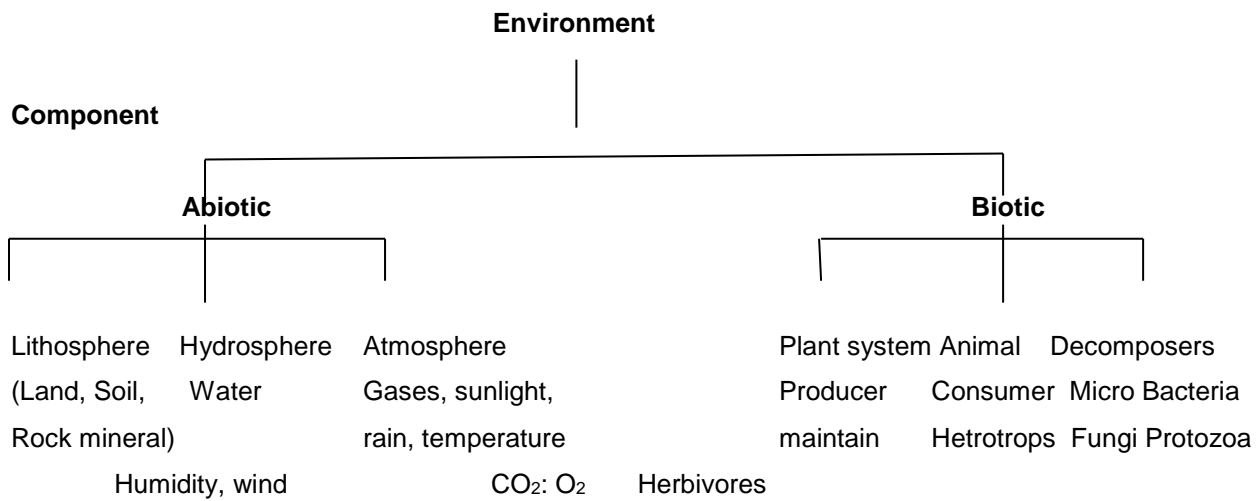 Environment
Component
Abiotic Biotic
Lithosphere Hydrosphere Atmosphere Plant system Animal Decomposers
(Land, Soil, Water Gases, sunlight, Producer Consumer Micro Bacteria
Rock mineral) rain, temperature maintain Hetrotrops Fungi Protozoa
Humidity, wind CO₂: O₂ Herbivores